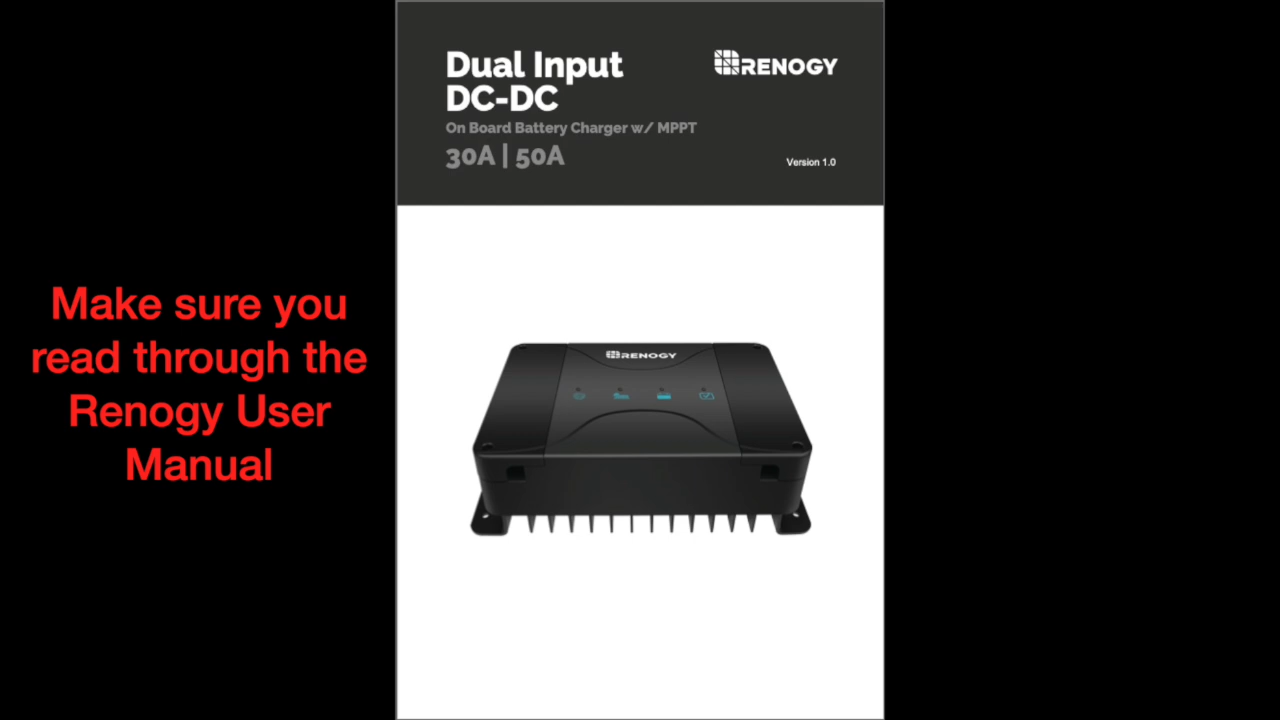 Dual Input
DC-DC
RENOGY
On Board Battery Charger w/ MPPT
30A | 50A
Version 1.0
Make sure you
read through the
Renogy User
Manual
RENOGY